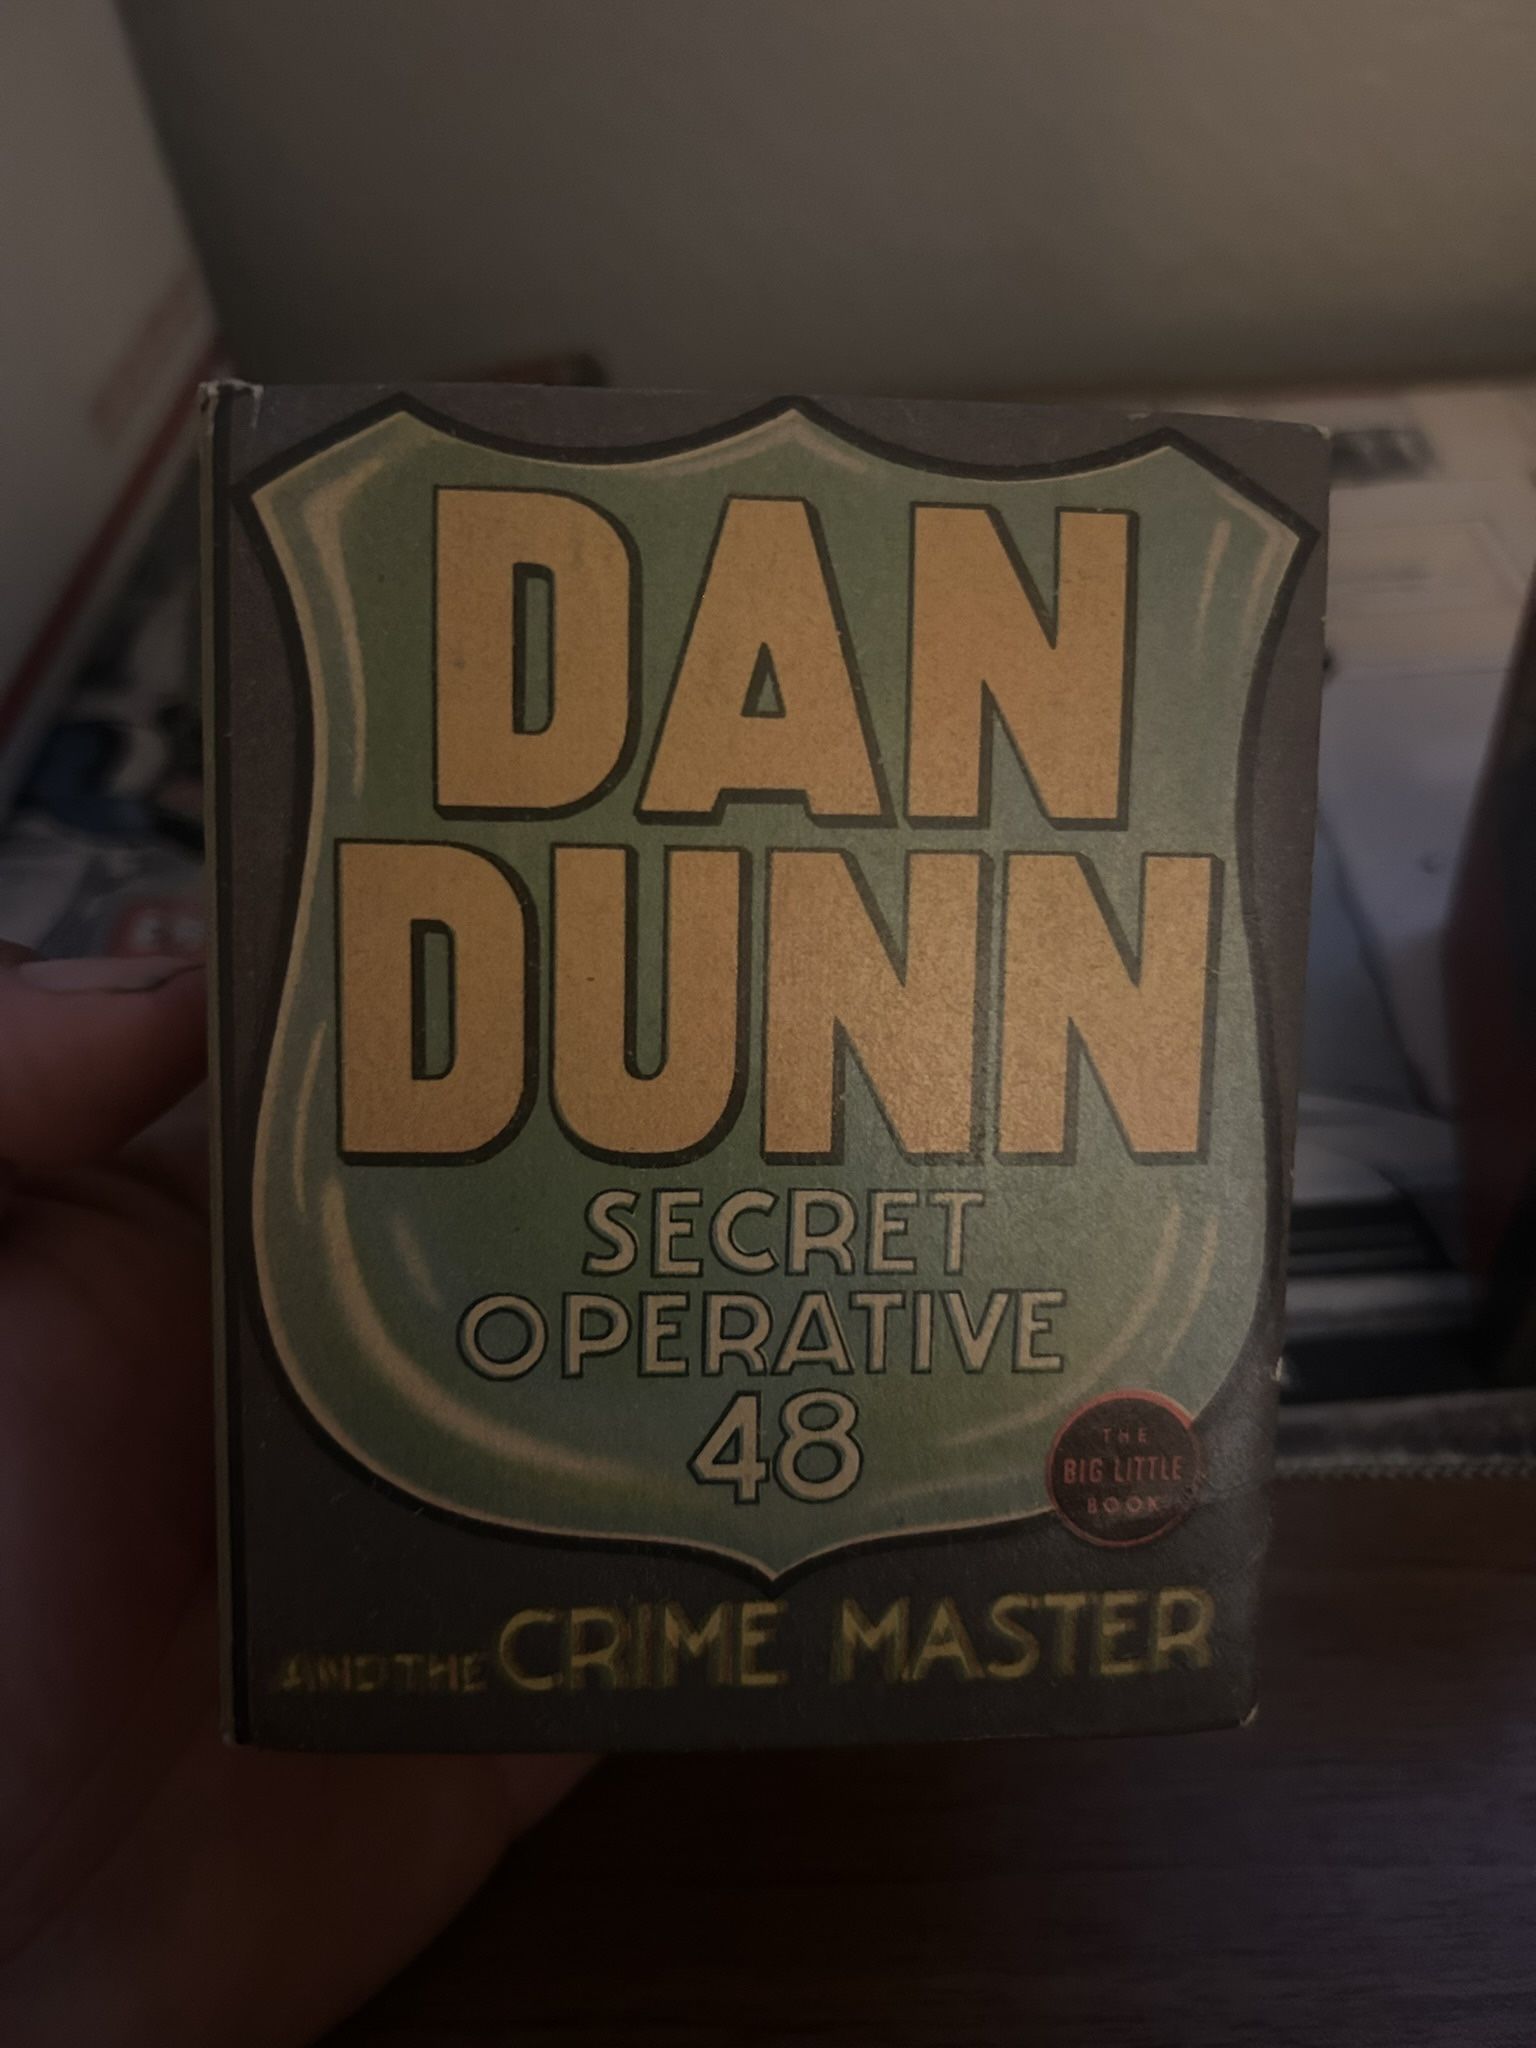 DAN
DUNN
SECRET
OPERATIVE
48
THE
BIG LITTLE
BOOK
AND THE CRIME MASTER